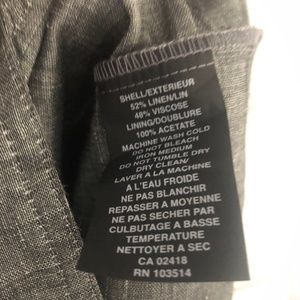 SHELL/EXTERIEUR
52% LINEN/LIN
48% VISCOSE
LINING/DOUBLURE
100% ACETATE
MACHINE WASH COLD
DO NOT BLEACH
IRON MEDIUM
DO NOT TUMBLE DRY
DRY CLEAN/
LAVER A LA MACHINE
A L'EAU FROIDE
NE PAS BLANCHIR
REPASSER A MOYENNE
NE PAS SECHER PAR
CULBUTAGE A BASSE
TEMPERATURE
NETTOYER A SEC
CA 02418
RN 103514